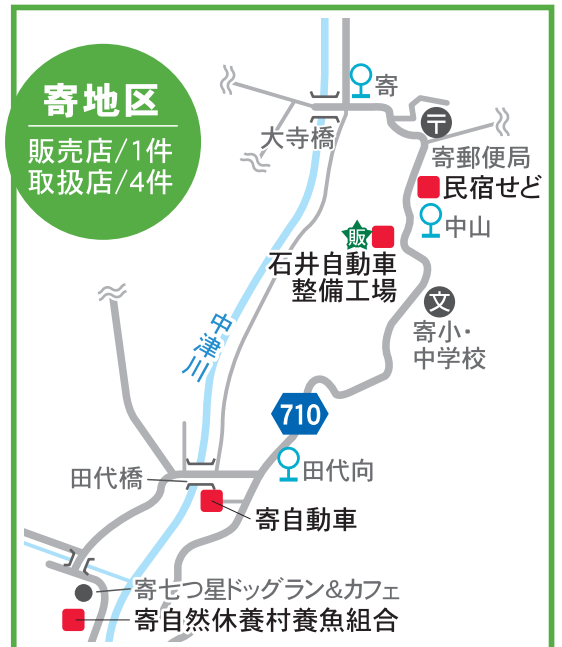 寄地区
販売店/1件
取扱店/4件
寄
大寺橋
〒
寄郵便局
民宿せど
中山
販
石井自動車
整備工場
文
寄小・
中学校
中津川
710
田代橋
田代向
寄自動車
寄七つ星ドッグラン&カフェ
寄自然休養村養魚組合